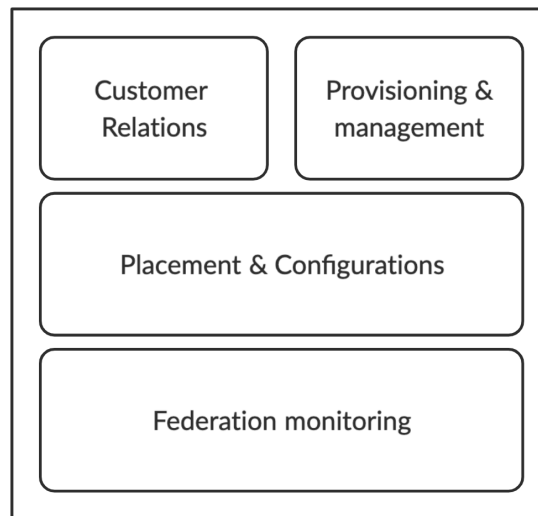 Customer
Relations
Provisioning &
management
Placement & Configurations
Federation monitoring